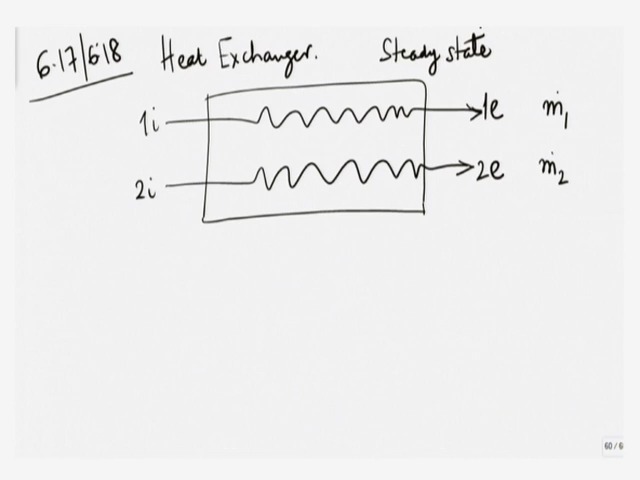 6.17/6.18 Heat Exchanger. Steady state
1i 1e ṁ₁
2i 2e ṁ₂
60 / 6